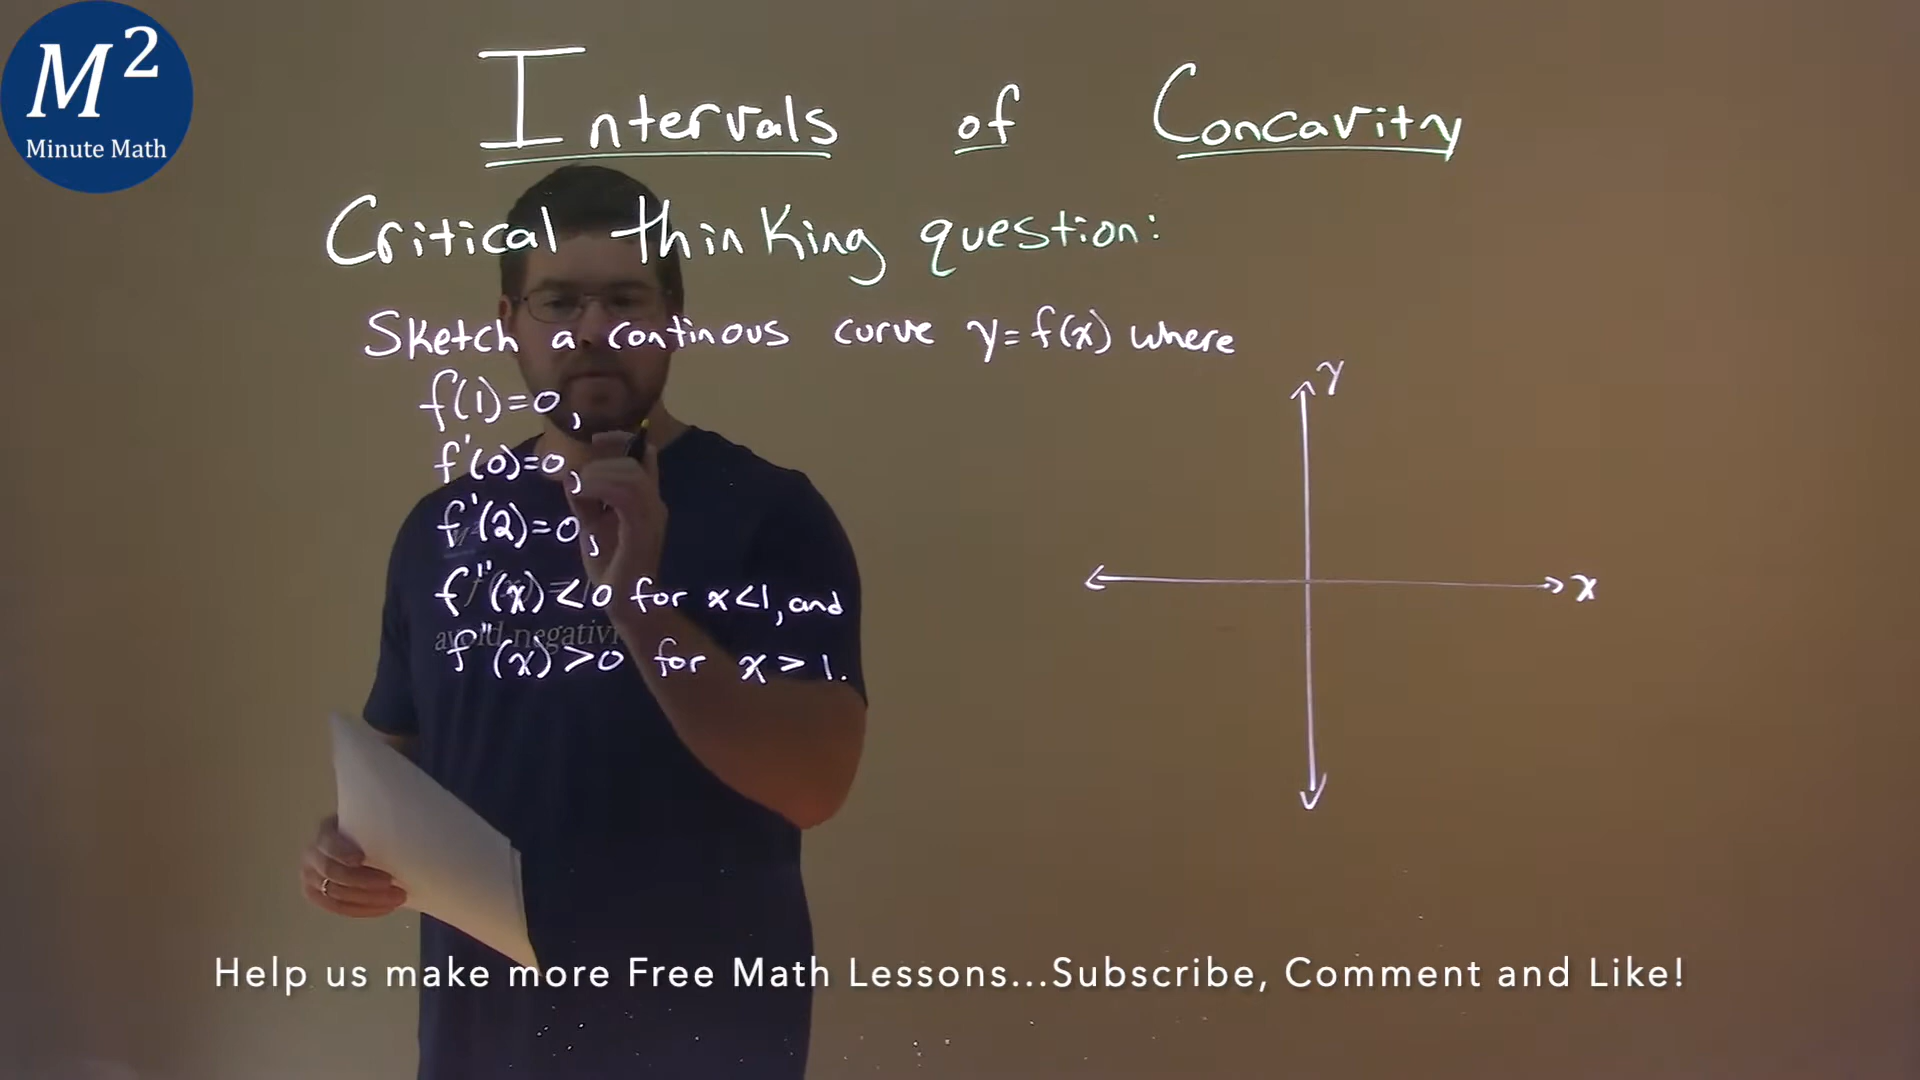 M²
Minute Math
Intervals of Concavity
Critical thinking question:
Sketch a continous curve y=f(x) where
f(1)=0,
f'(0)=0,
f'(2)=0,
f''(x)<0 for x<1, and
f''(x)>0 for x>1.
y
x
Help us make more Free Math Lessons...Subscribe, Comment and Like!